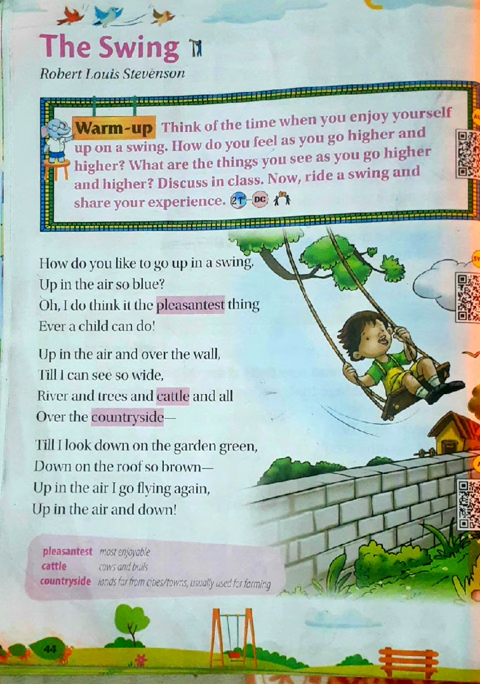 The Swing
Robert Louis Stevenson
Warm-up Think of the time when you enjoy yourself
up on a swing. How do you feel as you go higher and
higher? What are the things you see as you go higher
and higher? Discuss in class. Now, ride a swing and
share your experience.
DC
How do you like to go up in a swing.
Up in the air so blue?
Oh, I do think it the pleasantest thing
Ever a child can do!
Up in the air and over the wall,
Till I can see so wide,
River and trees and cattle and all
Over the countryside—
Till I look down on the garden green,
Down on the roof so brown—
Up in the air I go flying again,
Up in the air and down!
pleasantest most enjoyable
cattle cows and bulls
countryside lands far from cities/towns, usually used for farming
44